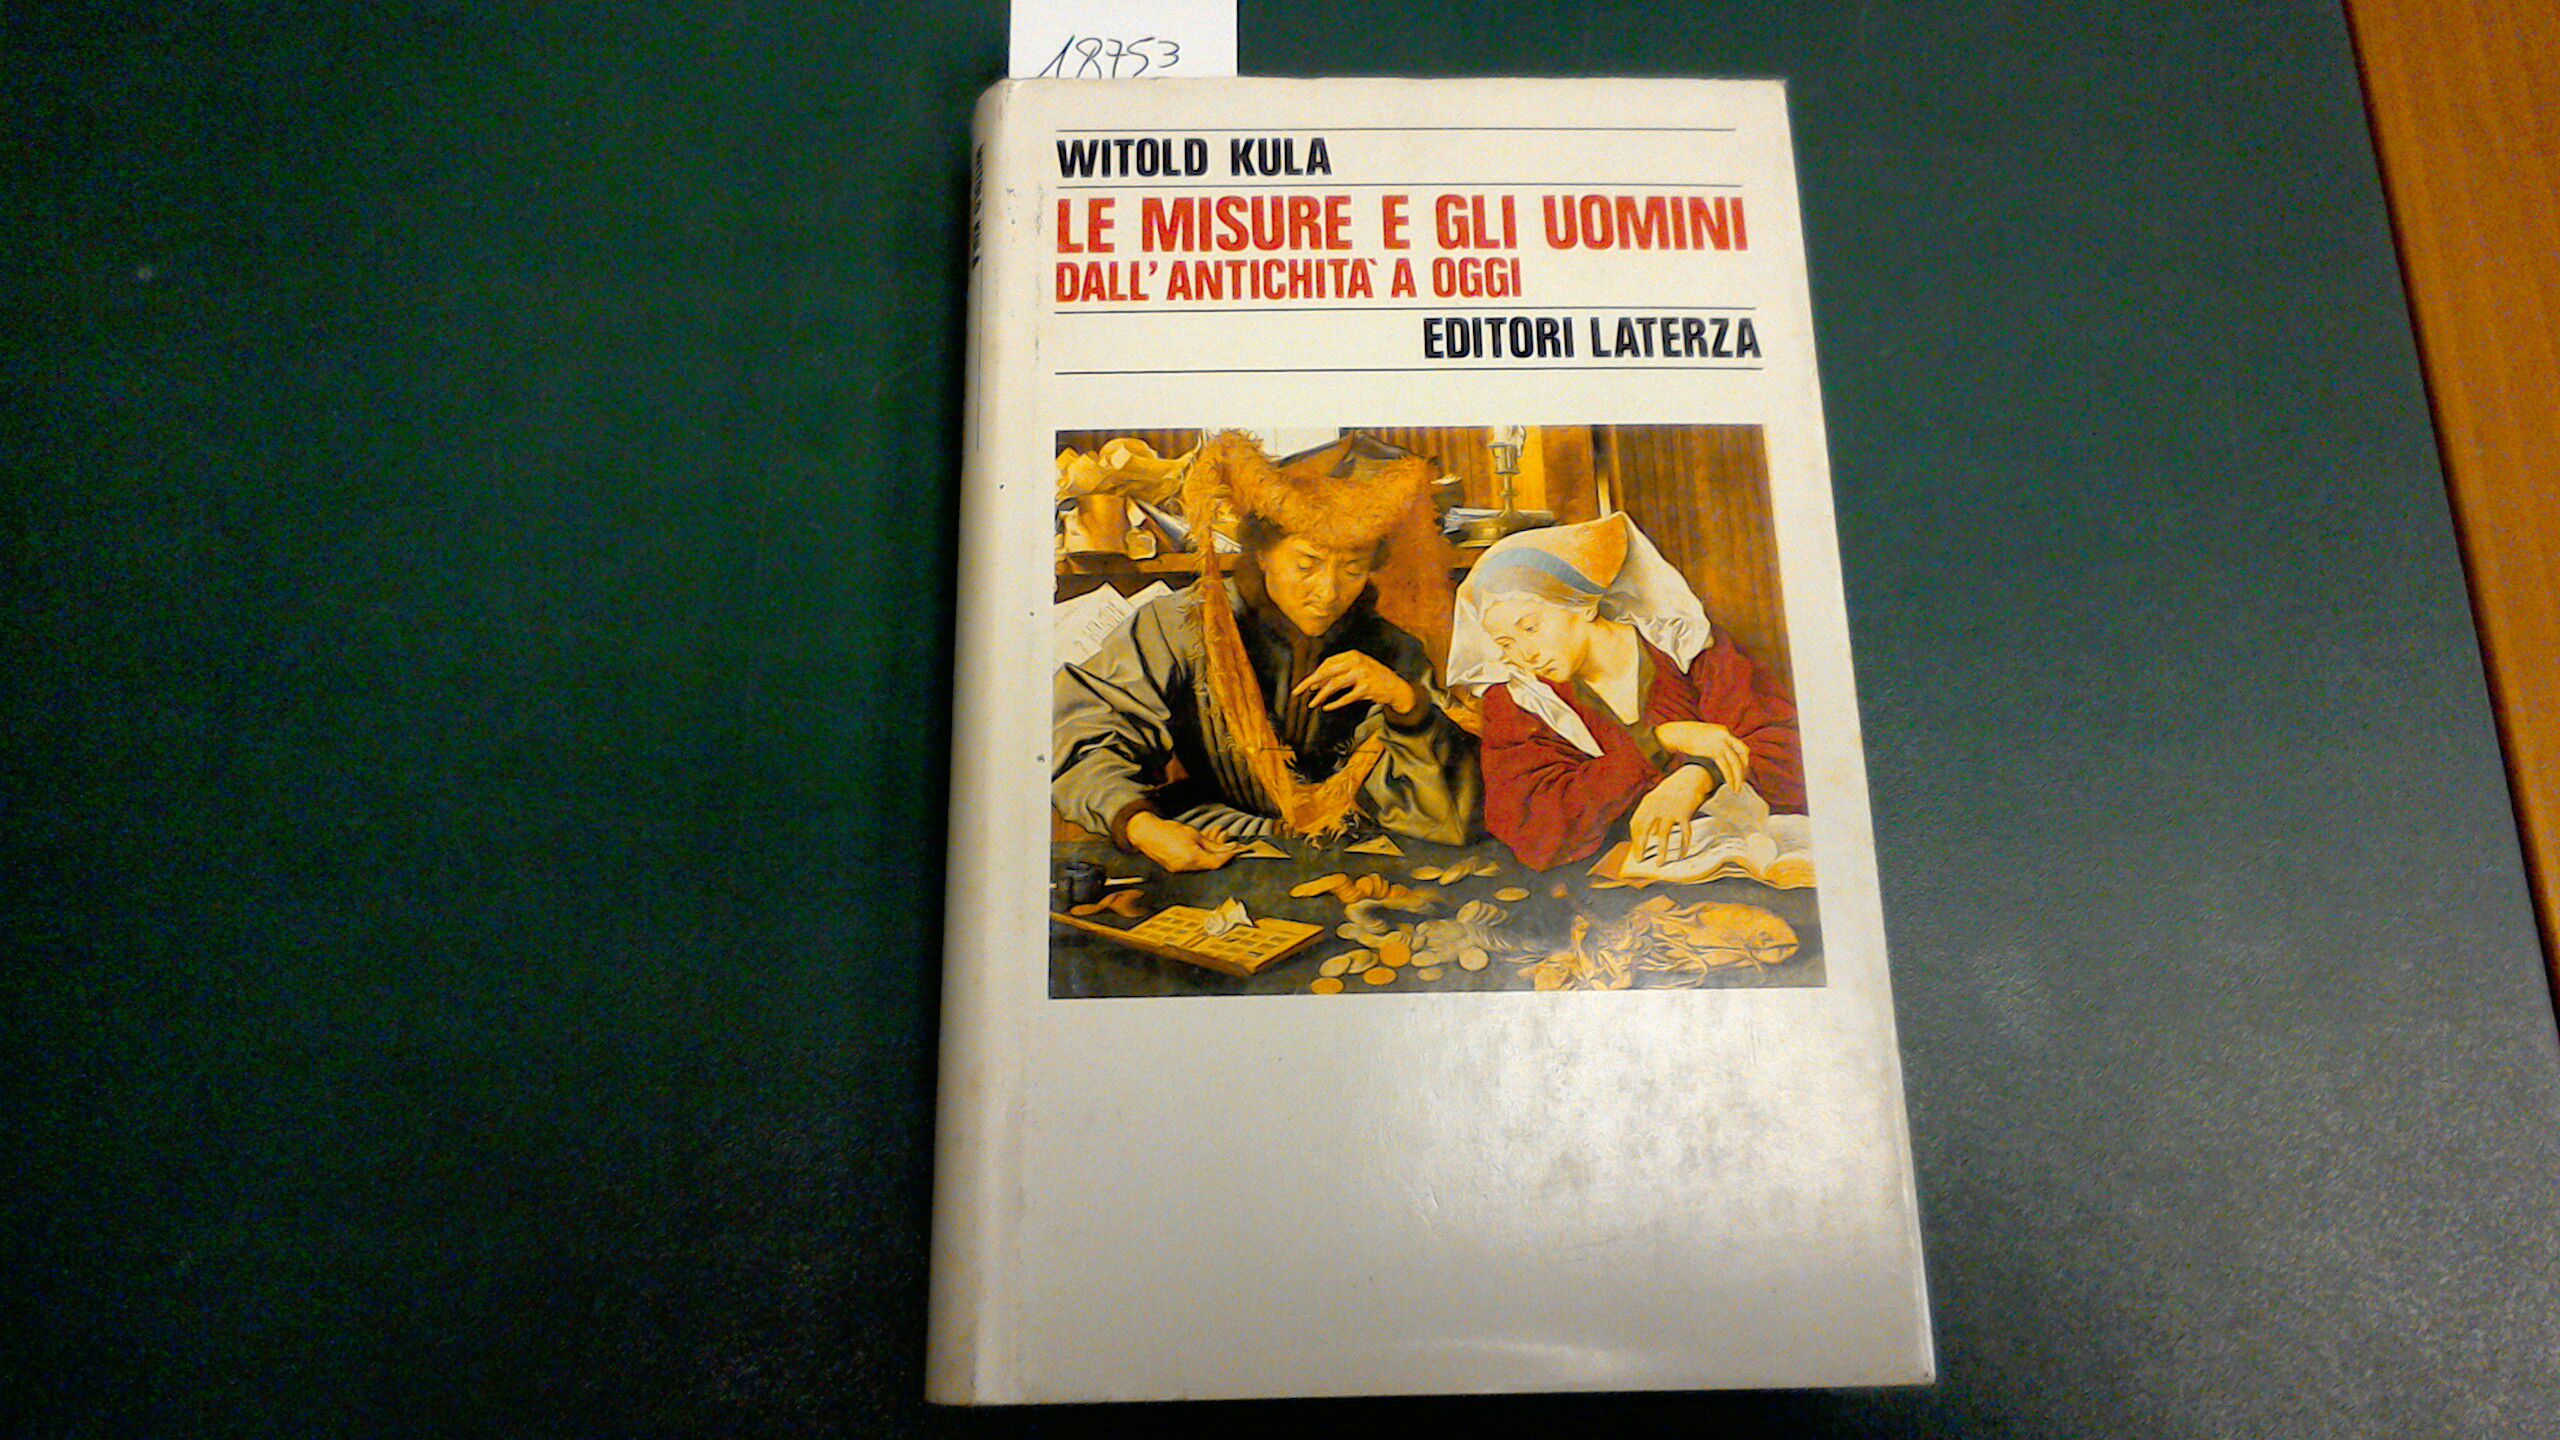 18753
WITOLD KULA
LE MISURE E GLI UOMINI
DALL'ANTICHITA` A OGGI
EDITORI LATERZA